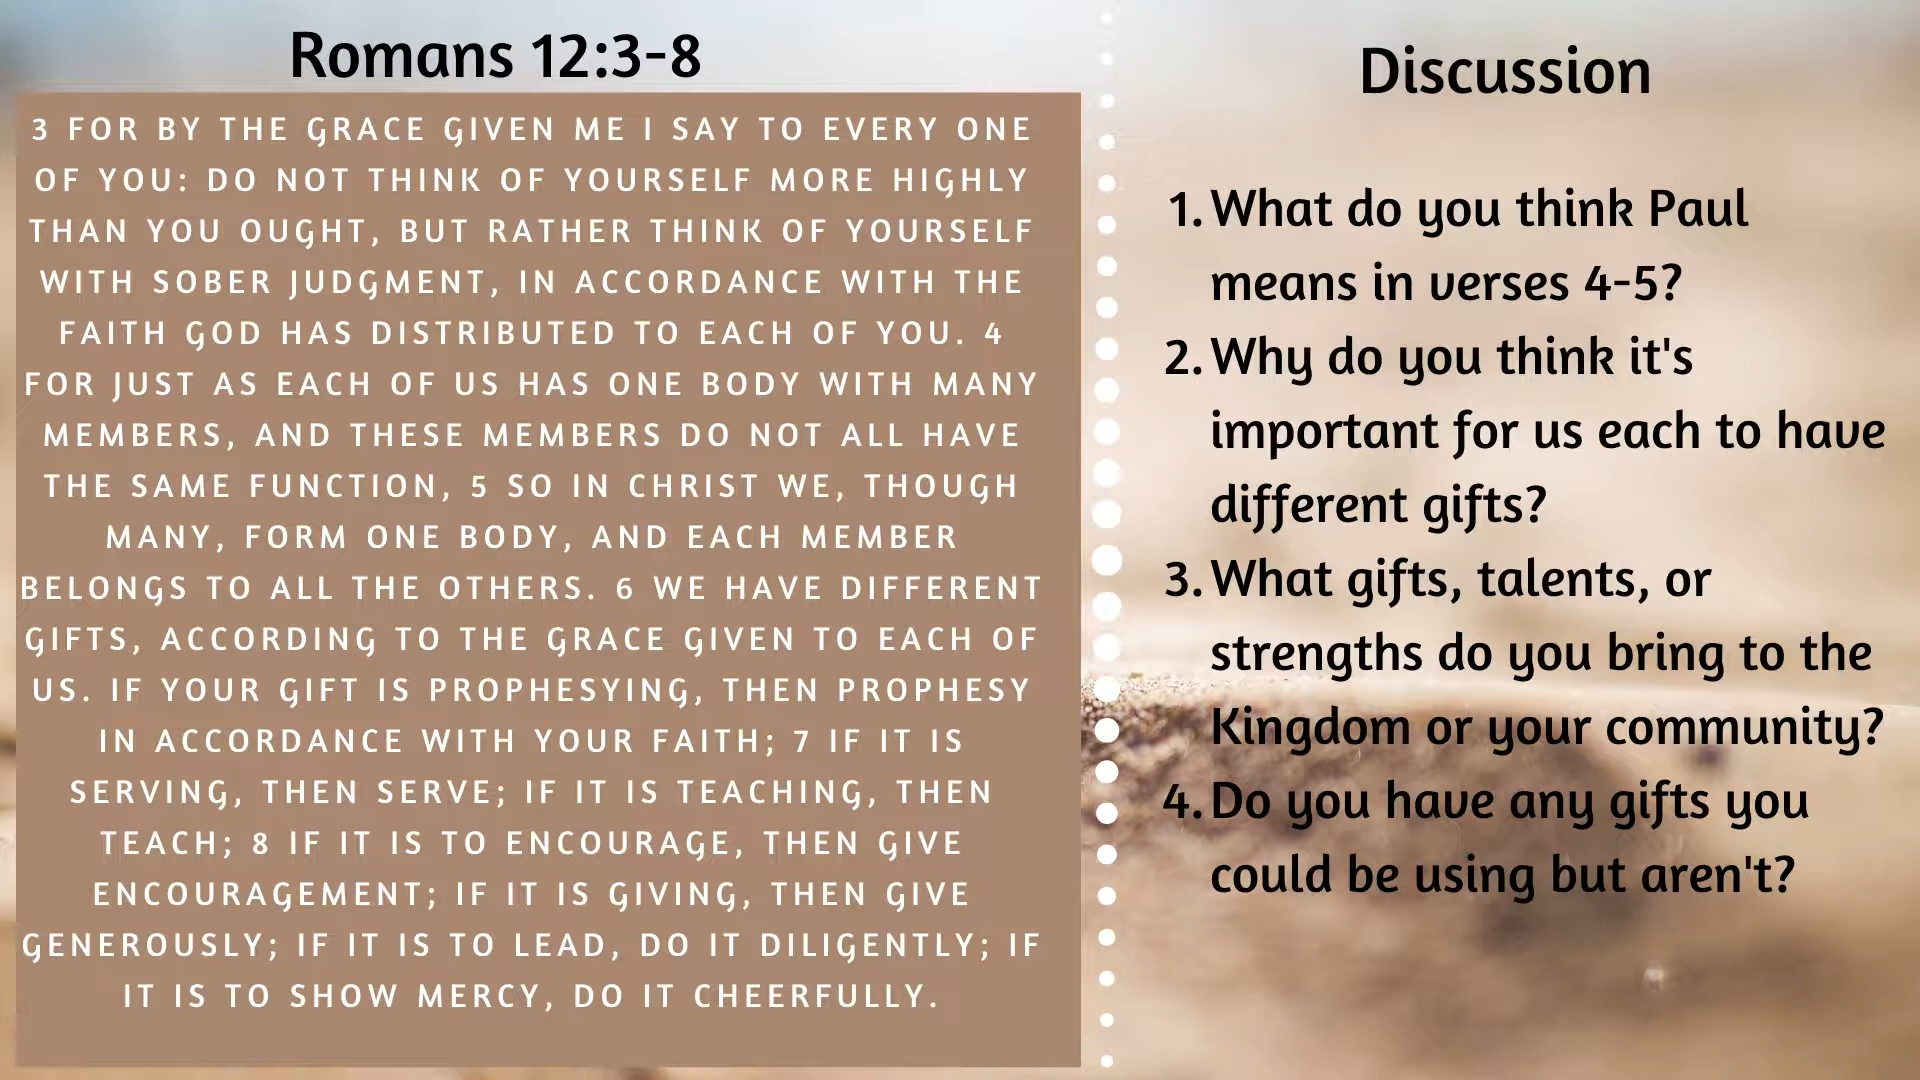 Romans 12:3-8
3 FOR BY THE GRACE GIVEN ME I SAY TO EVERY ONE
OF YOU: DO NOT THINK OF YOURSELF MORE HIGHLY
THAN YOU OUGHT, BUT RATHER THINK OF YOURSELF
WITH SOBER JUDGMENT, IN ACCORDANCE WITH THE
FAITH GOD HAS DISTRIBUTED TO EACH OF YOU. 4
FOR JUST AS EACH OF US HAS ONE BODY WITH MANY
MEMBERS, AND THESE MEMBERS DO NOT ALL HAVE
THE SAME FUNCTION, 5 SO IN CHRIST WE, THOUGH
MANY, FORM ONE BODY, AND EACH MEMBER
BELONGS TO ALL THE OTHERS. 6 WE HAVE DIFFERENT
GIFTS, ACCORDING TO THE GRACE GIVEN TO EACH OF
US. IF YOUR GIFT IS PROPHESYING, THEN PROPHESY
IN ACCORDANCE WITH YOUR FAITH; 7 IF IT IS
SERVING, THEN SERVE; IF IT IS TEACHING, THEN
TEACH; 8 IF IT IS TO ENCOURAGE, THEN GIVE
ENCOURAGEMENT; IF IT IS GIVING, THEN GIVE
GENEROUSLY; IF IT IS TO LEAD, DO IT DILIGENTLY; IF
IT IS TO SHOW MERCY, DO IT CHEERFULLY.
Discussion
1. What do you think Paul
means in verses 4-5?
2. Why do you think it's
important for us each to have
different gifts?
3. What gifts, talents, or
strengths do you bring to the
Kingdom or your community?
4. Do you have any gifts you
could be using but aren't?